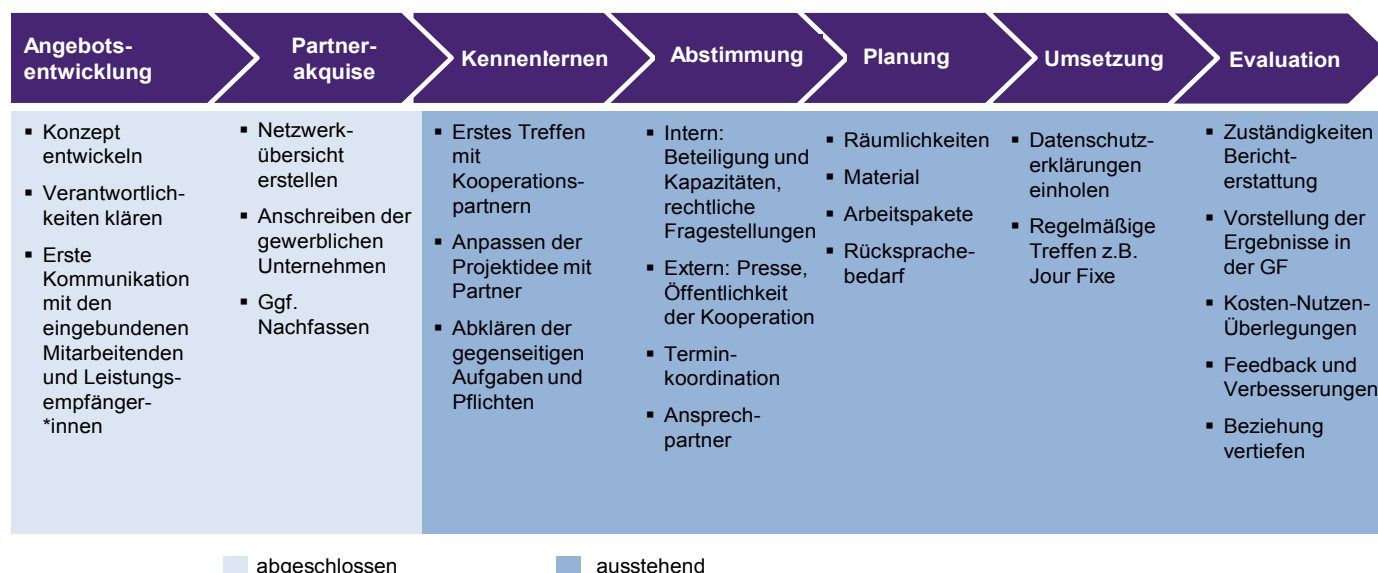 Angebots-
entwicklung
Partner-
akquise
Kennenlernen
Abstimmung
Planung
Umsetzung
Evaluation
▪ Konzept
entwickeln
▪ Verantwortlich-
keiten klären
▪ Erste
Kommunikation
mit den
eingebundenen
Mitarbeitenden
und Leistungs-
empfänger-
*innen
▪ Netzwerk-
übersicht
erstellen
▪ Anschreiben der
gewerblichen
Unternehmen
▪ Ggf.
Nachfassen
▪ Erstes Treffen
mit
Kooperations-
partnern
▪ Anpassen der
Projektidee mit
Partner
▪ Abklären der
gegenseitigen
Aufgaben und
Pflichten
▪ Intern:
Beteiligung und
Kapazitäten,
rechtliche
Fragestellungen
▪ Extern: Presse,
Öffentlichkeit
der Kooperation
▪ Termin-
koordination
▪ Ansprech-
partner
▪ Räumlichkeiten
▪ Material
▪ Arbeitspakete
▪ Rücksprache-
bedarf
▪ Datenschutz-
erklärungen
einholen
▪ Regelmäßige
Treffen z.B.
Jour Fixe
▪ Zuständigkeiten
Bericht-
erstattung
▪ Vorstellung der
Ergebnisse in
der GF
▪ Kosten-Nutzen-
Überlegungen
▪ Feedback und
Verbesserungen
▪ Beziehung
vertiefen
abgeschlossen
ausstehend